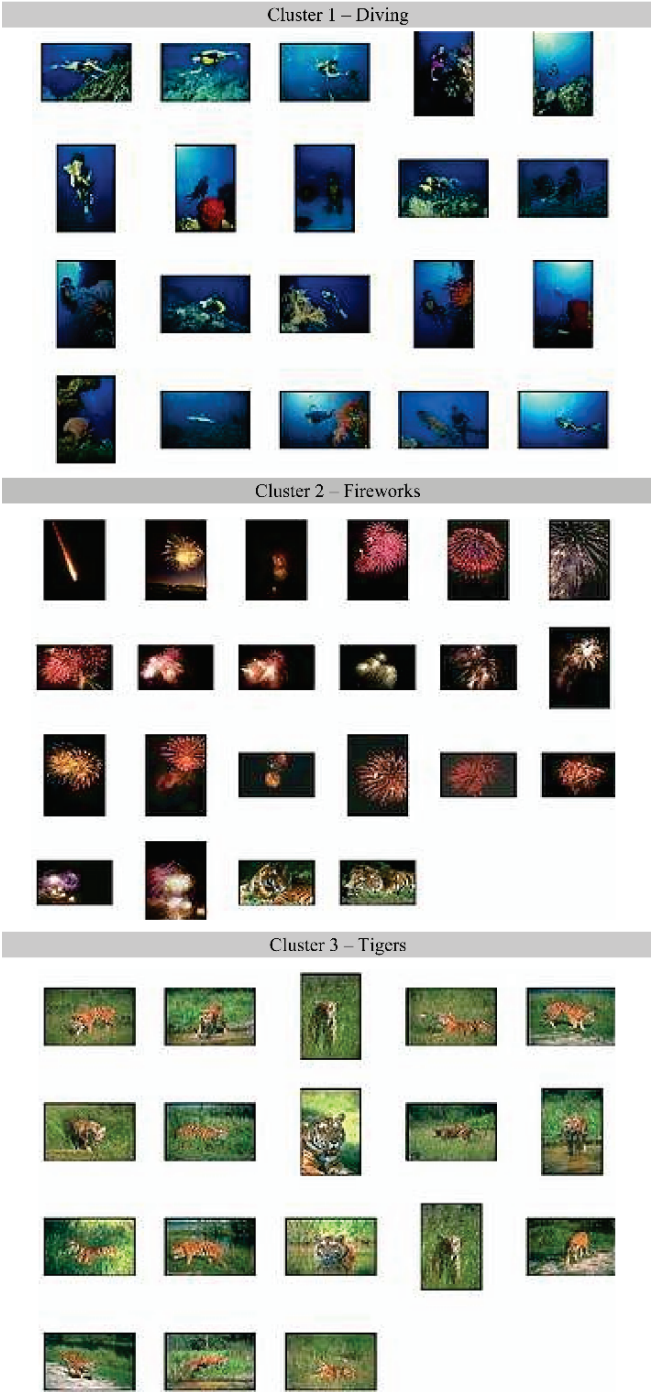 Cluster 1 – Diving
Cluster 2 – Fireworks
Cluster 3 – Tigers